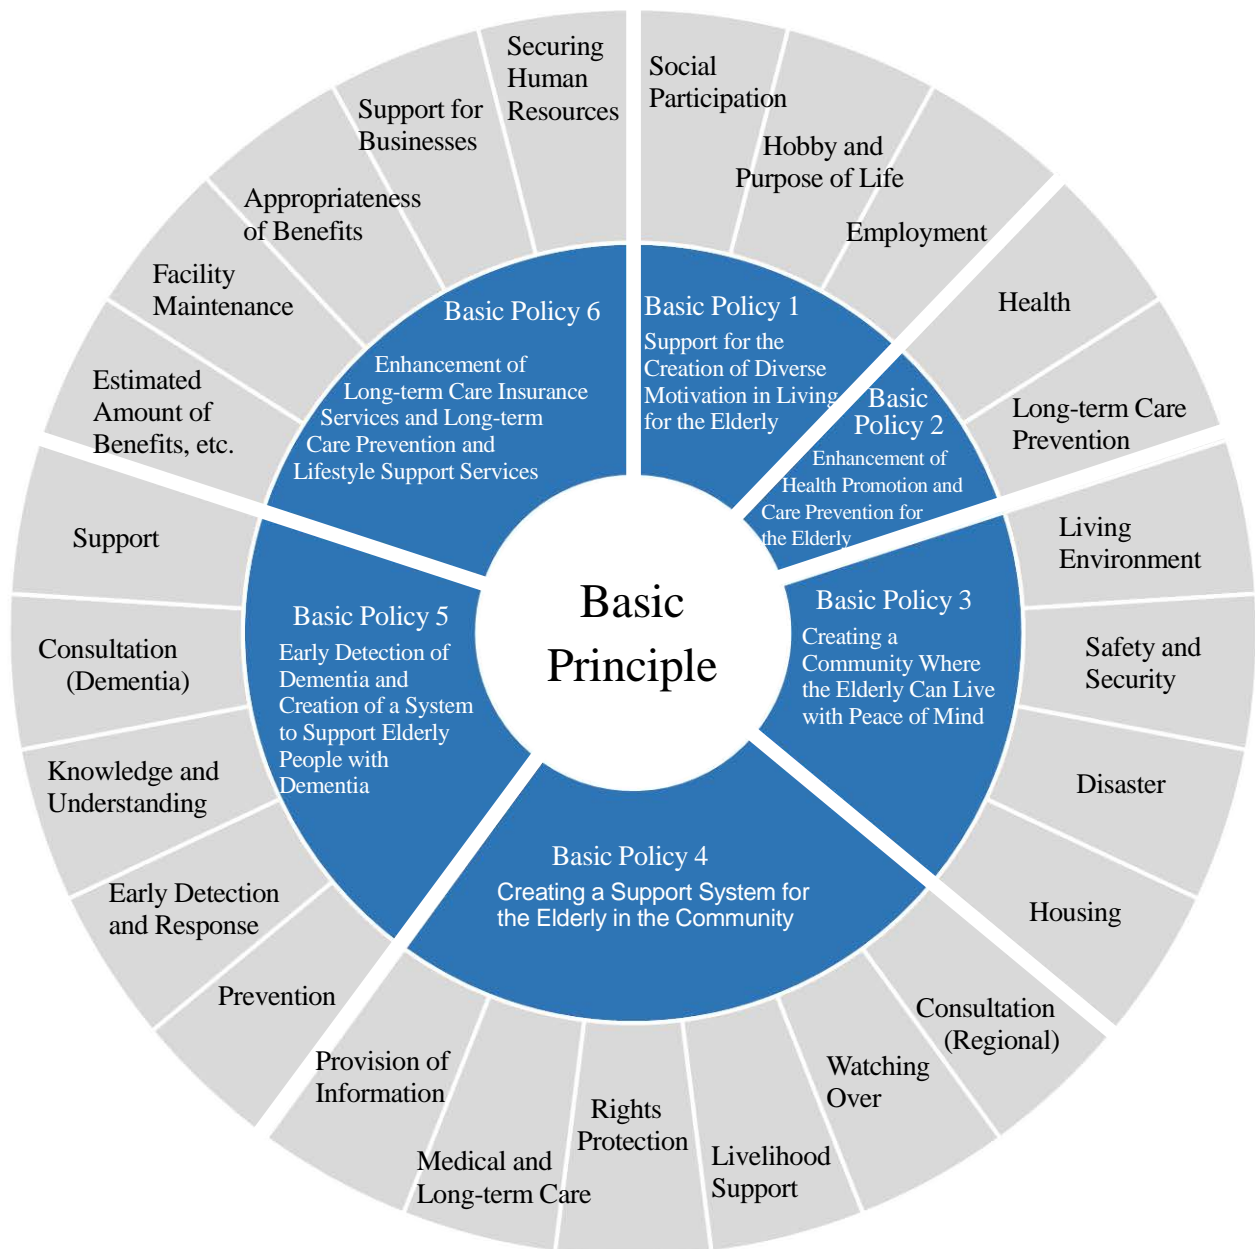 Basic
Principle
Basic Policy 1
Support for the
Creation of Diverse
Motivation in Living
for the Elderly
Social
Participation
Hobby and
Purpose of Life
Employment
Basic
Policy 2
Enhancement of
Health Promotion and
Care Prevention for
the Elderly
Health
Long-term Care
Prevention
Basic Policy 3
Creating a
Community Where
the Elderly Can Live
with Peace of Mind
Living
Environment
Safety and
Security
Disaster
Housing
Basic Policy 4
Creating a Support System for
the Elderly in the Community
Consultation
(Regional)
Watching
Over
Livelihood
Support
Rights
Protection
Medical and
Long-term Care
Provision of
Information
Basic Policy 5
Early Detection of
Dementia and
Creation of a System
to Support Elderly
People with
Dementia
Prevention
Early Detection
and Response
Knowledge and
Understanding
Consultation
(Dementia)
Support
Basic Policy 6
Enhancement of
Long-term Care Insurance
Services and Long-term
Care Prevention and
Lifestyle Support Services
Estimated
Amount of
Benefits, etc.
Facility
Maintenance
Appropriateness
of Benefits
Support for
Businesses
Securing
Human
Resources